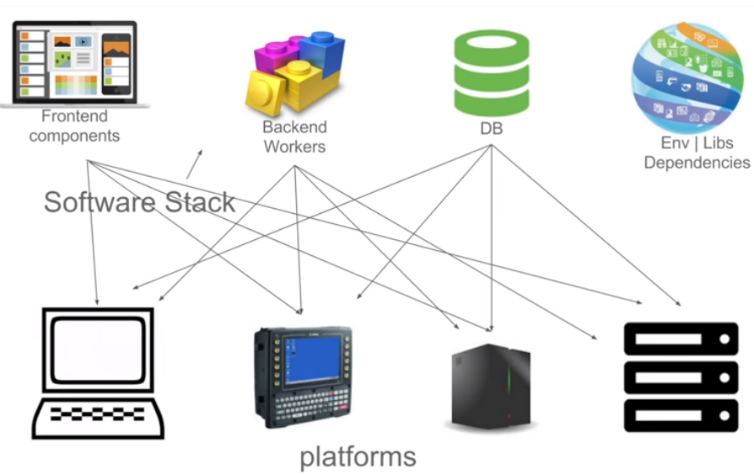 Frontend
components
Backend
Workers
DB
Env | Libs
Dependencies
Software Stack
platforms